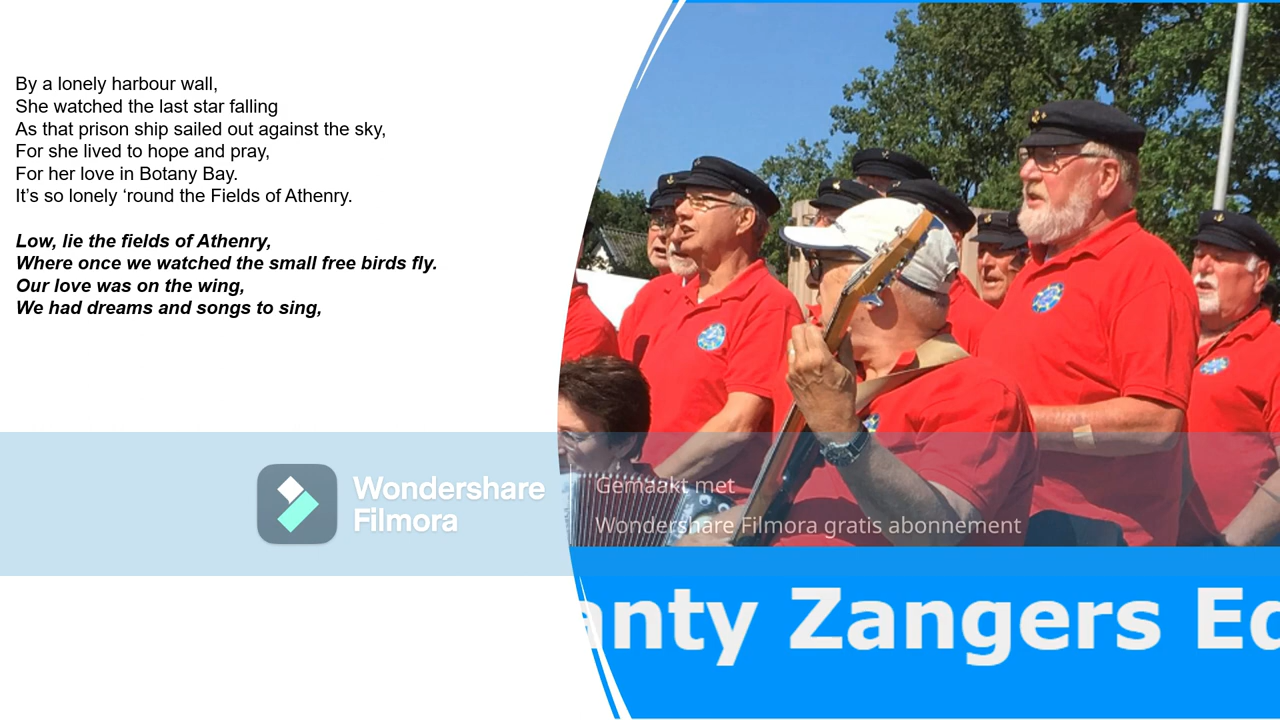 By a lonely harbour wall,
She watched the last star falling
As that prison ship sailed out against the sky,
For she lived to hope and pray,
For her love in Botany Bay.
It’s so lonely ‘round the Fields of Athenry.
Low, lie the fields of Athenry,
Where once we watched the small free birds fly.
Our love was on the wing,
We had dreams and songs to sing,
Wondershare
Filmora
Gemaakt met
Wondershare Filmora gratis abonnement
anty Zangers Ed